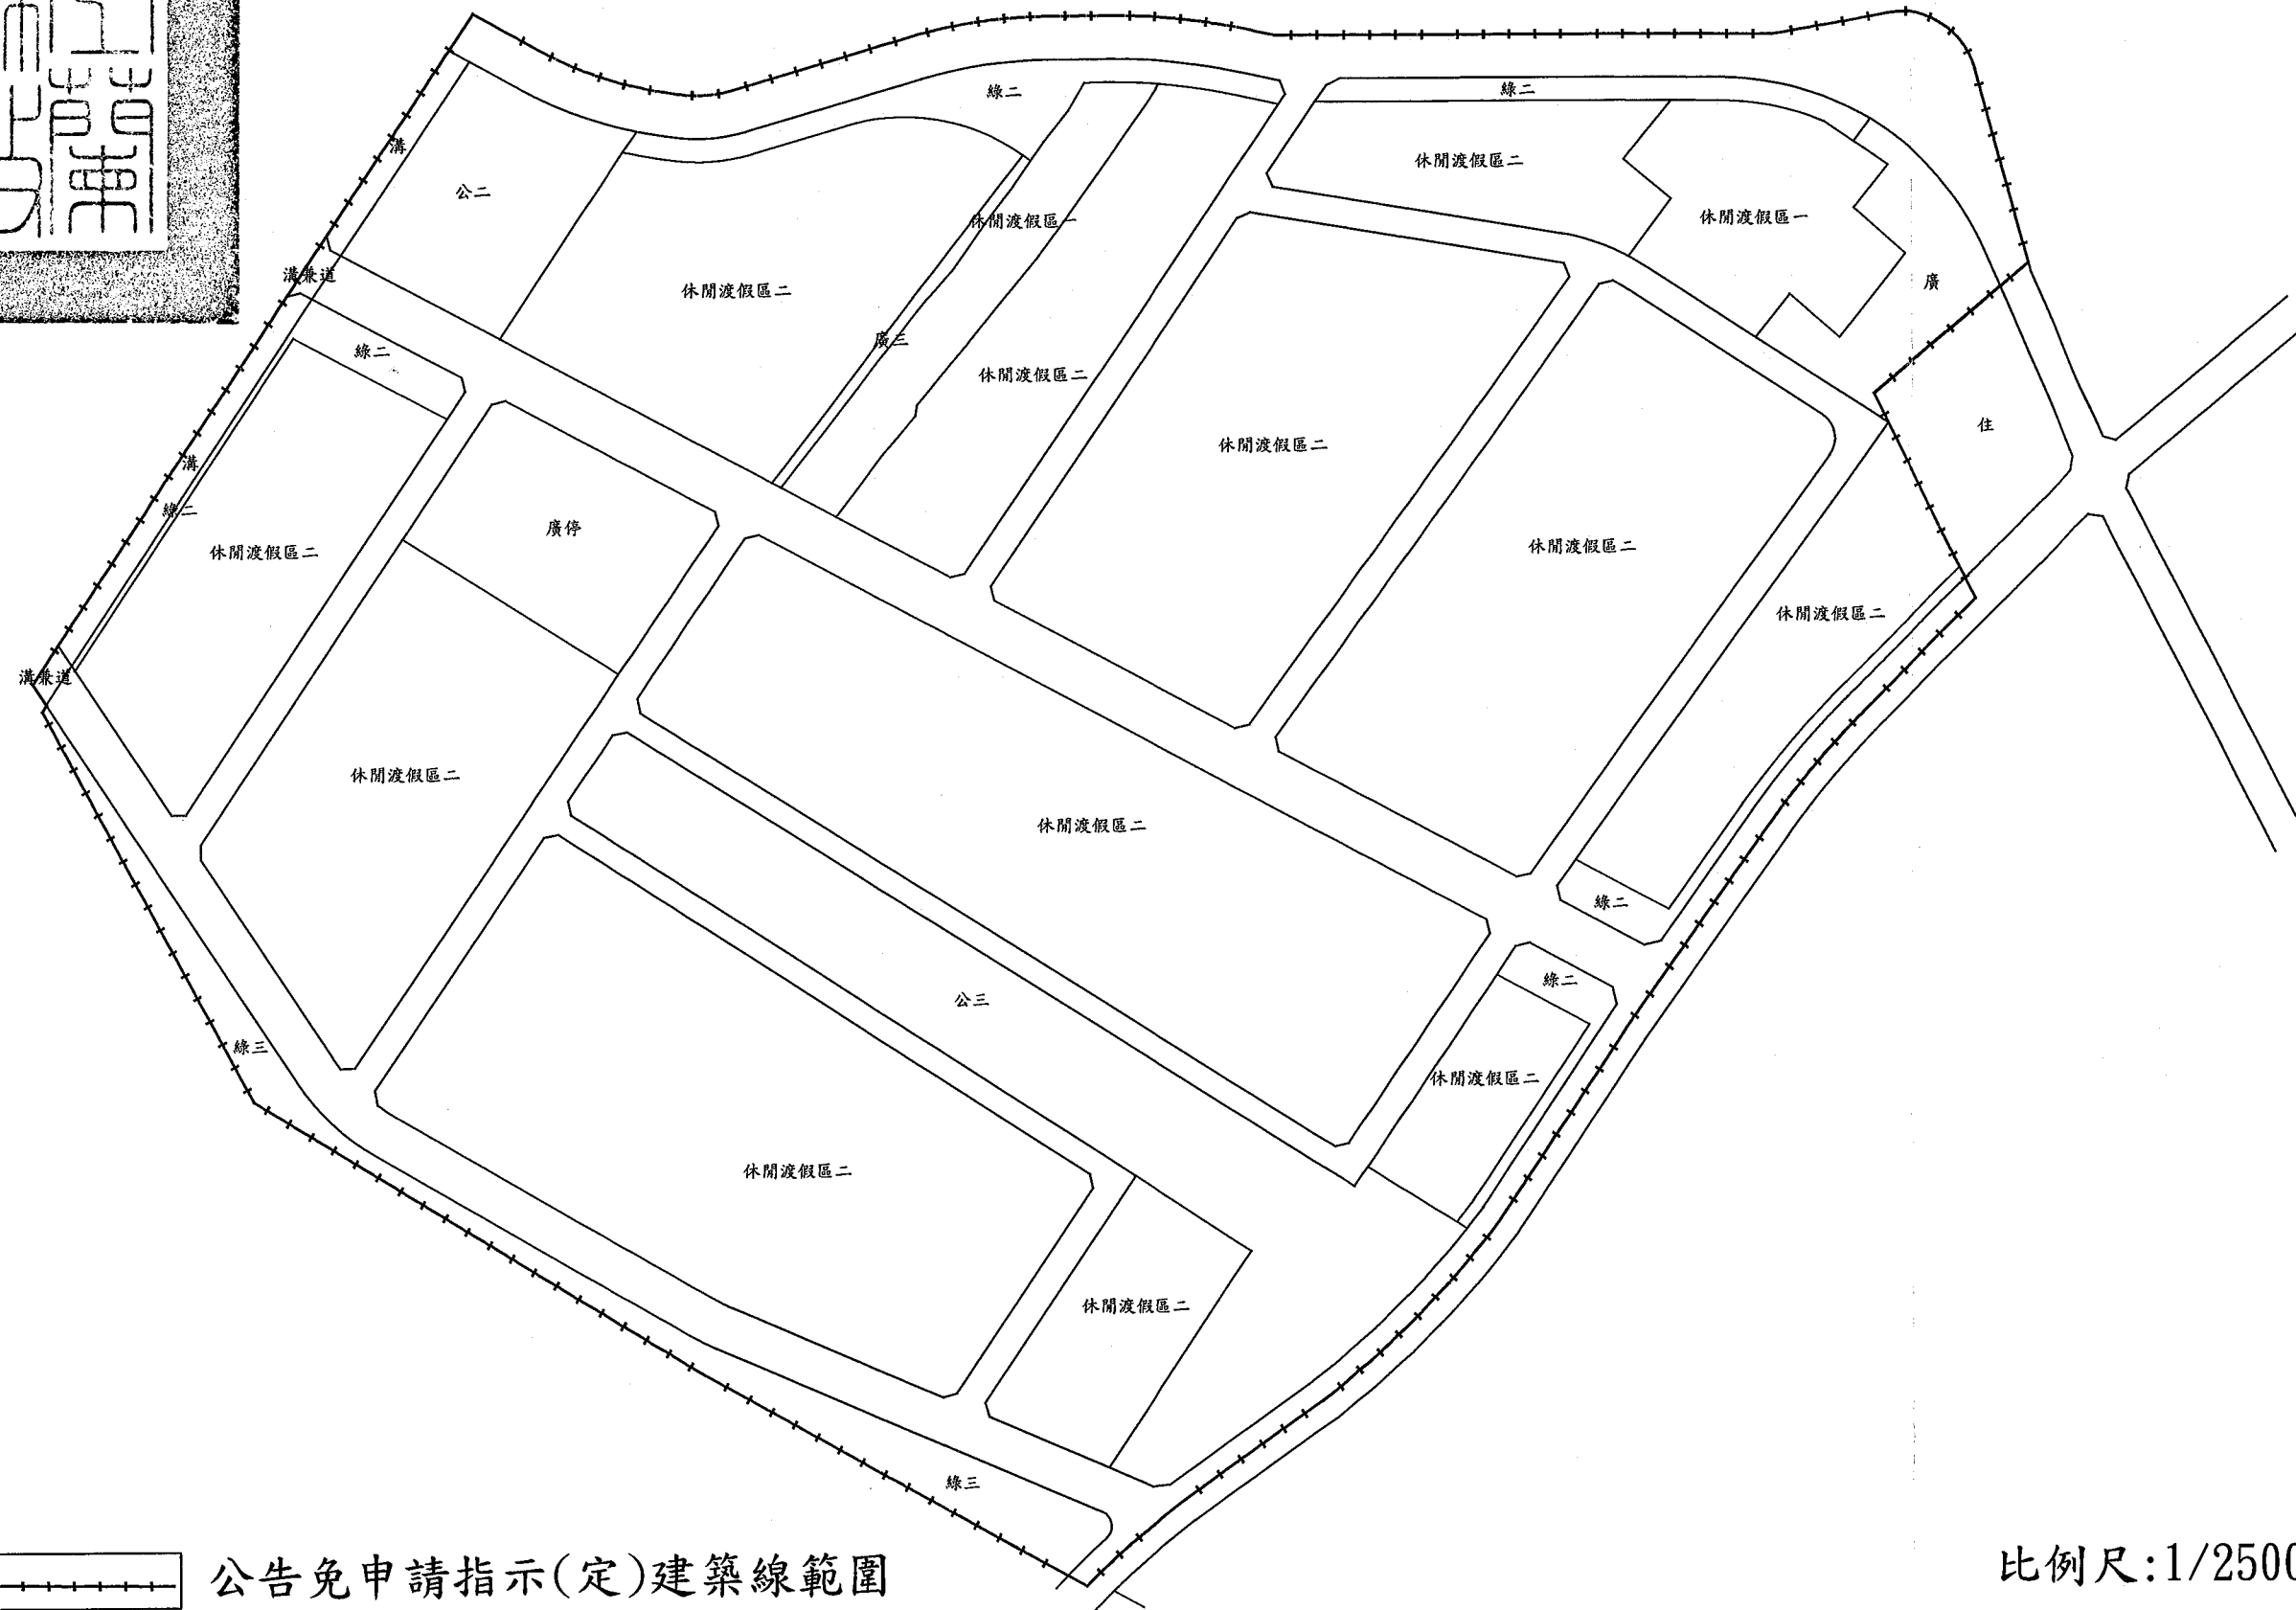 綠二
綠二
溝
休閒渡假區二
公二
休閒渡假區一
休閒渡假區一
溝兼道
廣
休閒渡假區二
廣三
綠二
休閒渡假區二
住
休閒渡假區二
溝
綠二
廣停
休閒渡假區二
休閒渡假區二
休閒渡假區二
溝兼道
休閒渡假區二
休閒渡假區二
綠二
綠二
公三
綠三
休閒渡假區二
休閒渡假區二
休閒渡假區二
綠三
公告免申請指示(定)建築線範圍
比例尺:1/2500